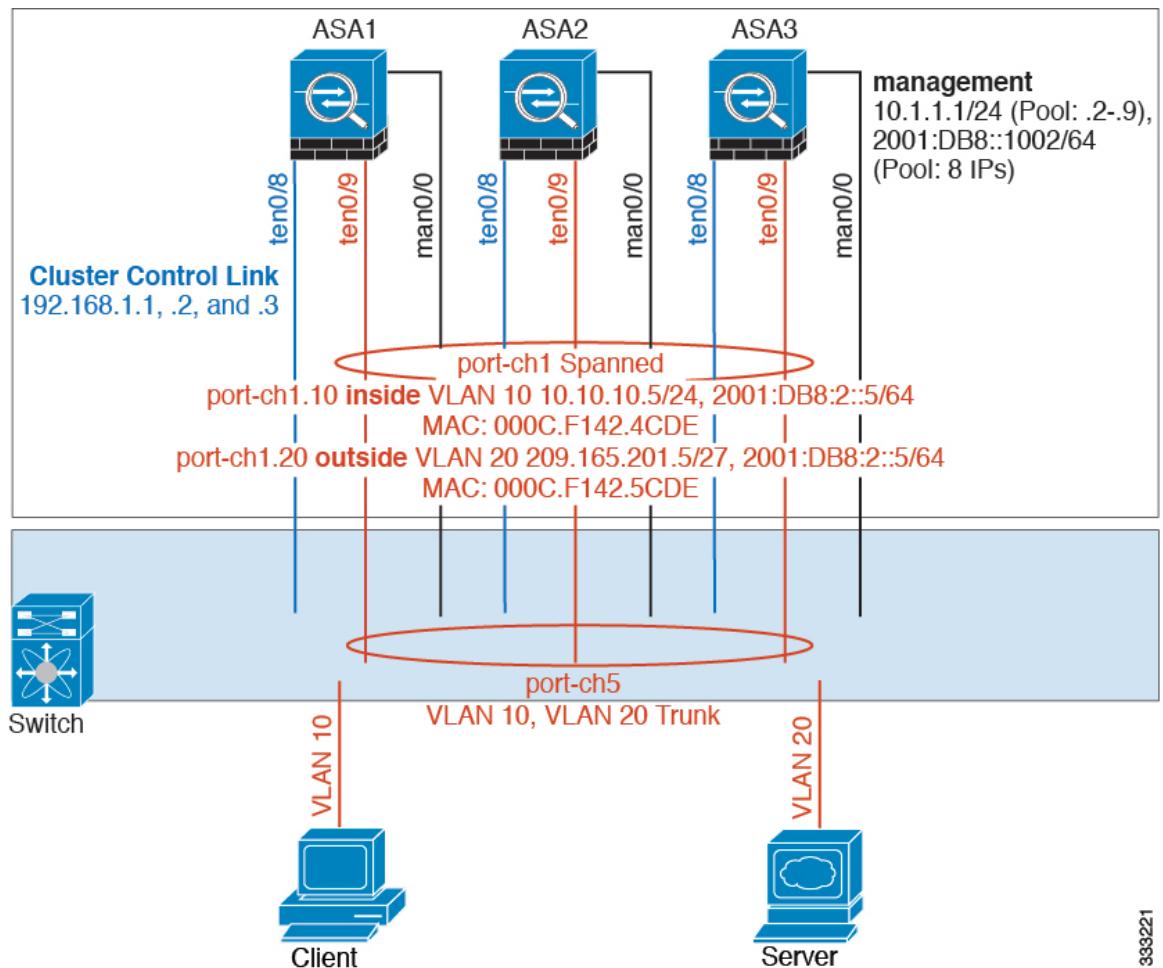 ASA1
ASA2
ASA3
management
10.1.1.1/24 (Pool: .2-.9),
2001:DB8::1002/64
(Pool: 8 IPs)
ten0/8
ten0/9
man0/0
ten0/8
ten0/9
man0/0
ten0/8
ten0/9
man0/0
Cluster Control Link
192.168.1.1, .2, and .3
port-ch1 Spanned
port-ch1.10 inside VLAN 10 10.10.10.5/24, 2001:DB8:2::5/64
MAC: 000C.F142.4CDE
port-ch1.20 outside VLAN 20 209.165.201.5/27, 2001:DB8:2::5/64
MAC: 000C.F142.5CDE
port-ch5
VLAN 10, VLAN 20 Trunk
Switch
VLAN 10
VLAN 20
Client
Server
333221